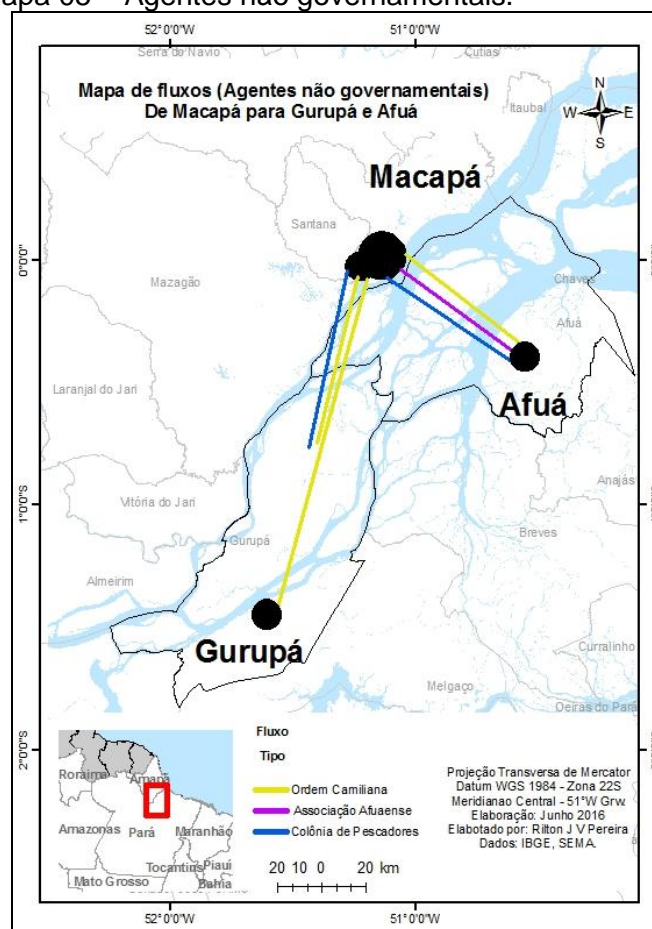 apa 03 – Agentes não governamentais.
52°0'0"W 51°0'0"W
Serra do Navio
Cutias
Mapa de fluxos (Agentes não governamentais)
De Macapá para Gurupá e Afuá
Itaubal
N
W E
S
Macapá
Santana
0°0'0"
Mazagão
Chaves
Afuá
Afuá
Laranjal do Jari
Anajás
1°0'0"S
Vitória do Jari
Breves
Gurupá
Almeirim
Gurupá
Curralinho
Melgaço
Oeiras do Pará
2°0'0"S
Fluxo
Tipo
Ordem Camiliana
Associação Afuaense
Colônia de Pescadores
20 10 0 20 km
Roraima
Amapá
Amazonas
Pará
Maranhão
Tocantins
Piauí
Mato Grosso
Bahia
Projeção Transversa de Mercator
Datum WGS 1984 - Zona 22S
Meridianao Central - 51°W Grw.
Elaboração: Junho 2016
Elabotado por: Rilton J V Pereira
Dados: IBGE, SEMA.
52°0'0"W 51°0'0"W